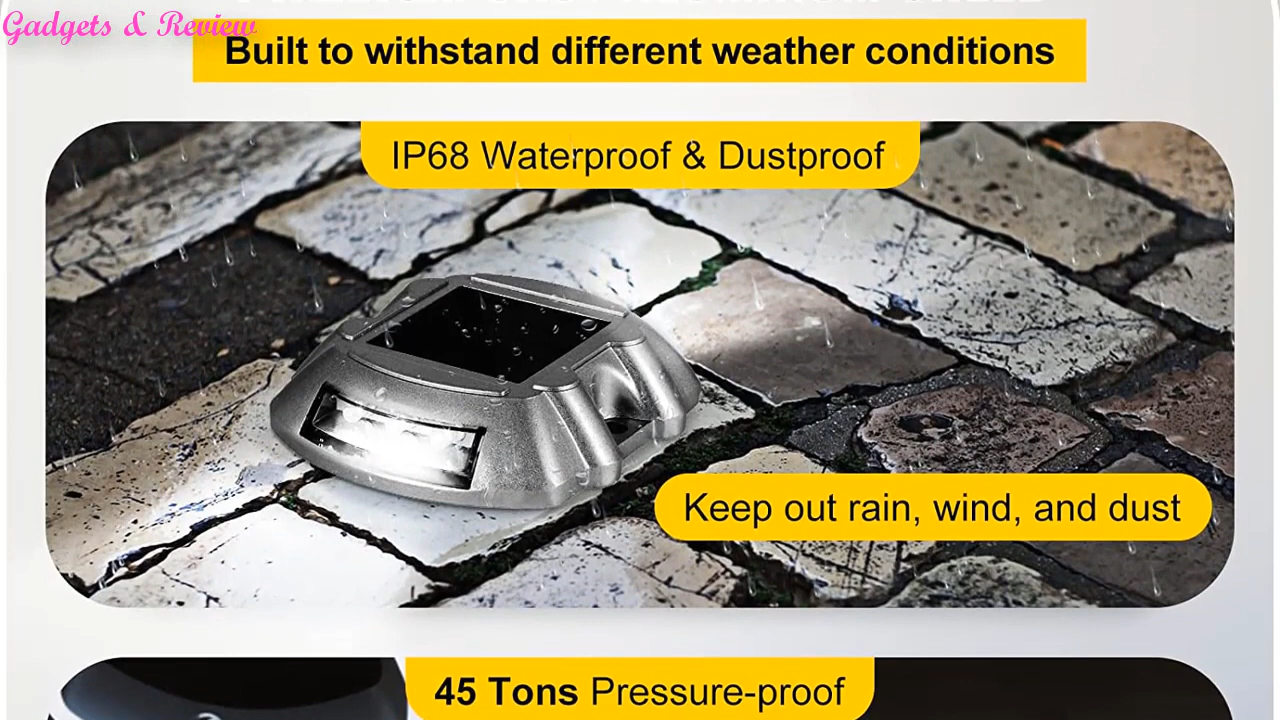 Gadgets & Review
Built to withstand different weather conditions
IP68 Waterproof & Dustproof
Keep out rain, wind, and dust
45 Tons Pressure-proof